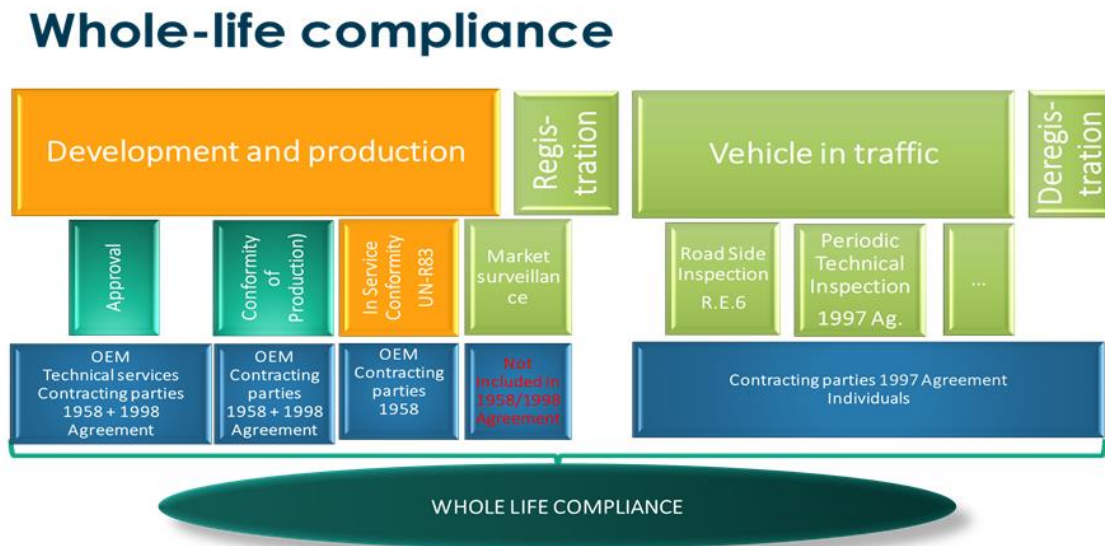 Whole-life compliance
Development and production
Regis-
tration
Vehicle in traffic
Deregis-
tration
Approval
Conformity
of
Production)
In Service
Conformity
UN-R83
Market
surveillan
ce
Road Side
Inspection
R.E.6
Periodic
Technical
Inspection
1997 Ag.
...
OEM
Technical services
Contracting parties
1958 + 1998
Agreement
OEM
Contracting
parties
1958 + 1998
Agreement
OEM
Contracting
parties
1958
Not
included in
1958/1998
Agreement
Contracting parties 1997 Agreement
Individuals
WHOLE LIFE COMPLIANCE